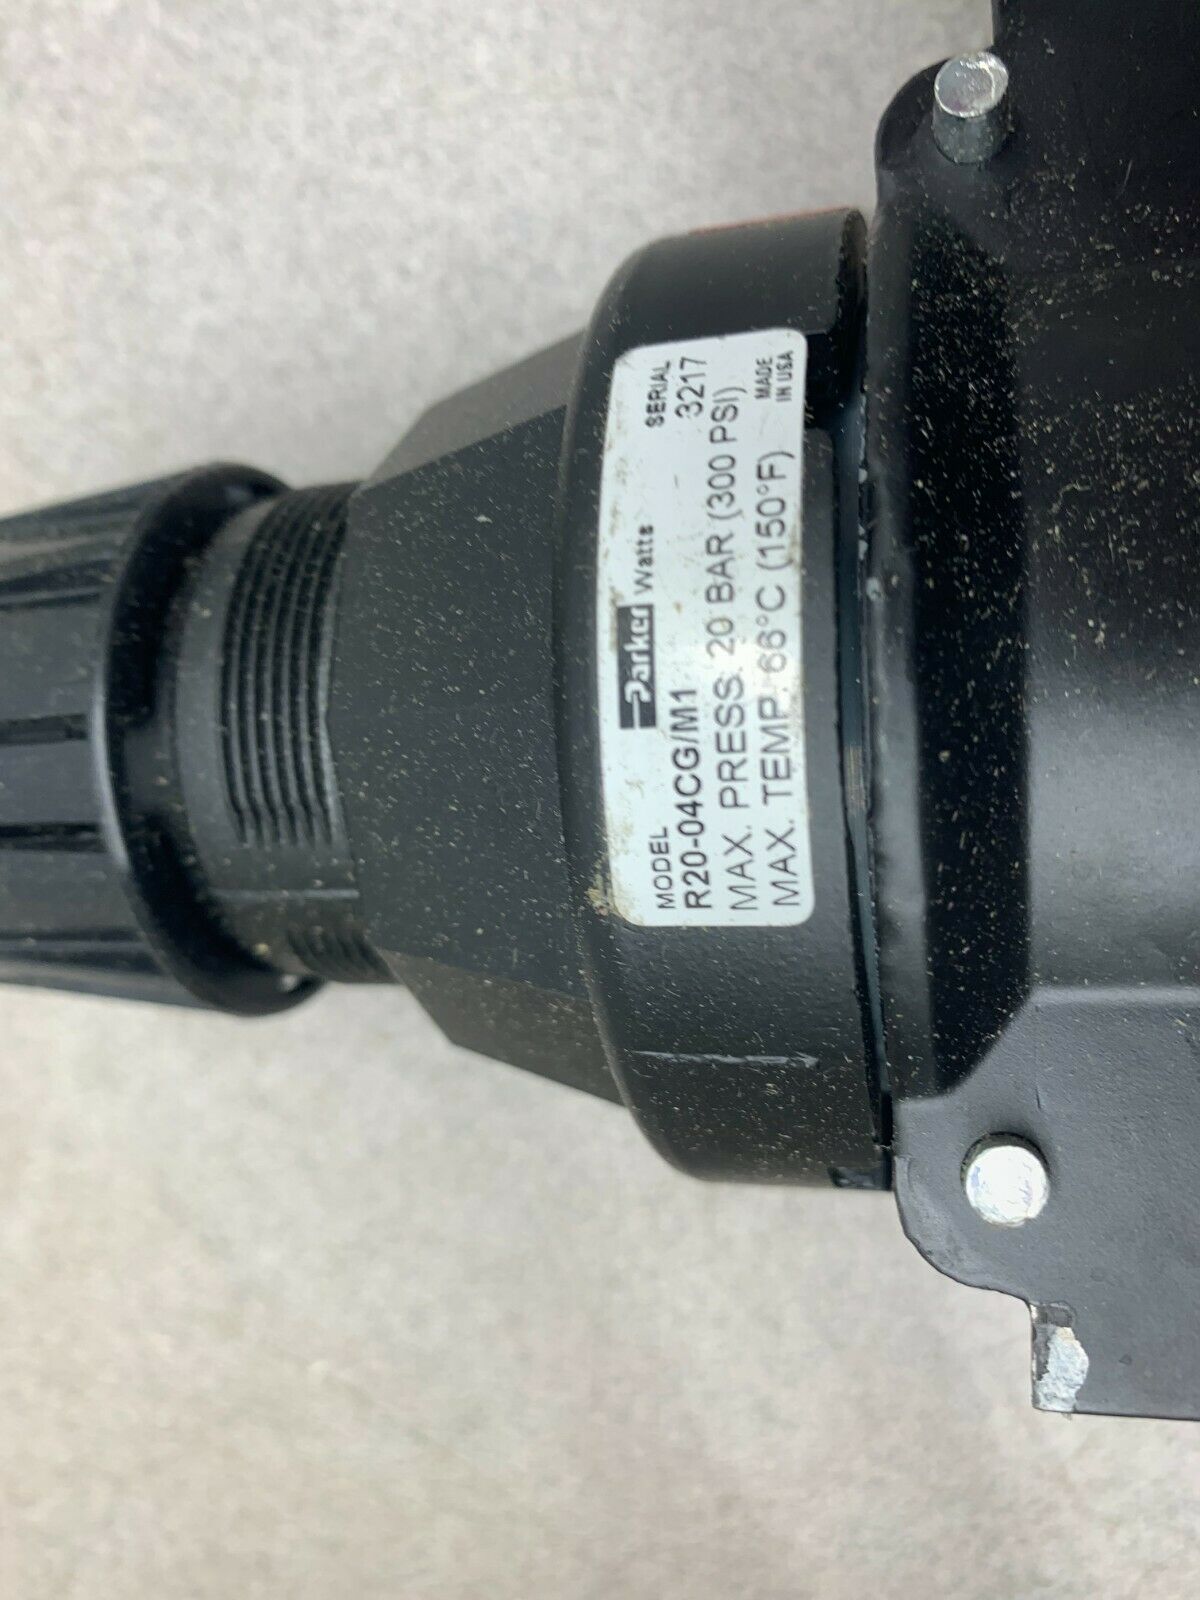 Parker Watts
MODEL SERIAL
R20-04CG/M1 3217
MAX. PRESS. 20 BAR (300 PSI)
MAX. TEMP. 66°C (150°F)
MADE
IN USA